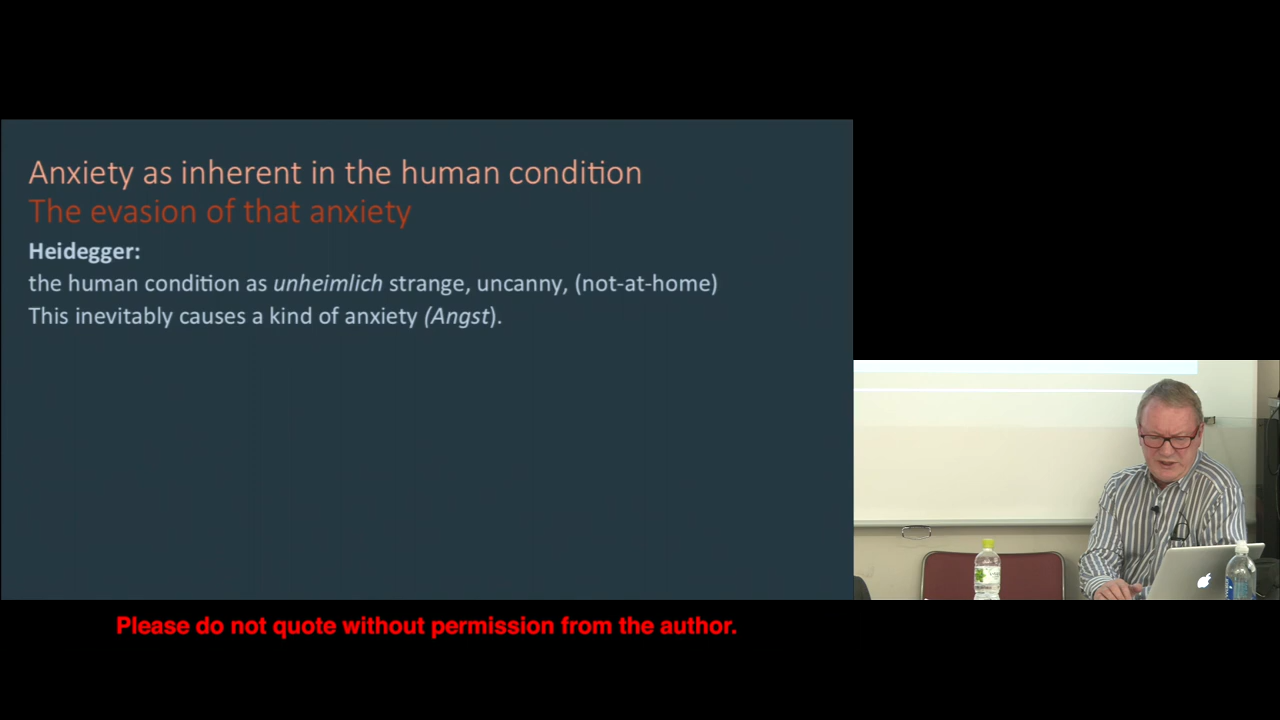 Anxiety as inherent in the human condition
The evasion of that anxiety
Heidegger:
the human condition as unheimlich strange, uncanny, (not-at-home)
This inevitably causes a kind of anxiety (Angst).
Please do not quote without permission from the author.